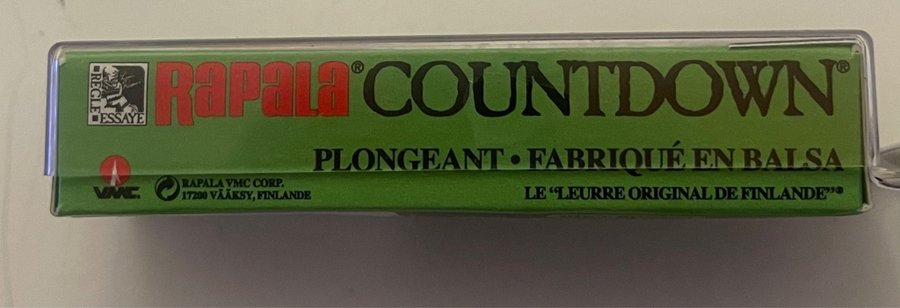 RÉGLÉ
ESSAYÉ
Rapala® COUNTDOWN®
PLONGEANT • FABRIQUÉ EN BALSA
VMC
RAPALA VMC CORP.
17200 VÄÄKSY, FINLANDE
LE “LEURRE ORIGINAL DE FINLANDE”®